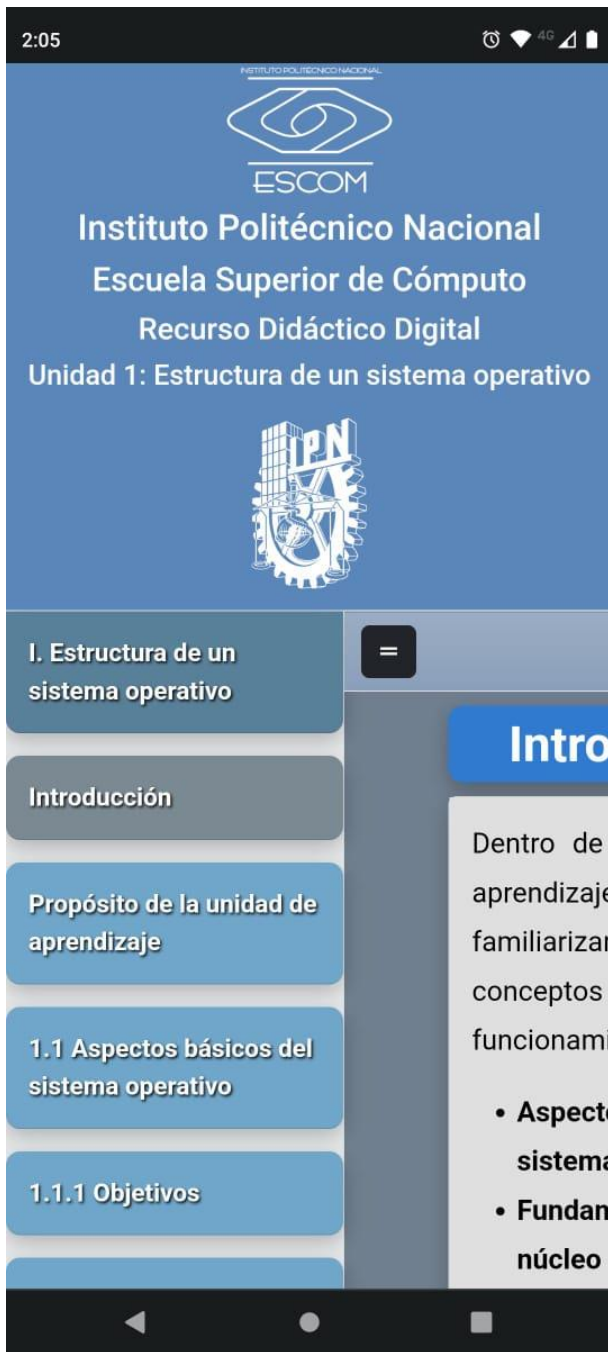 2:05
4G
INSTITUTO POLITÉCNICO NACIONAL
ESCOM
Instituto Politécnico Nacional
Escuela Superior de Cómputo
Recurso Didáctico Digital
Unidad 1: Estructura de un sistema operativo
IPN
I. Estructura de un
sistema operativo
Introducción
Propósito de la unidad de
aprendizaje
1.1 Aspectos básicos del
sistema operativo
1.1.1 Objetivos
Intro
Dentro de
aprendizaje
familiarizar
conceptos
funcionami
• Aspecto
sistema
• Fundam
núcleo